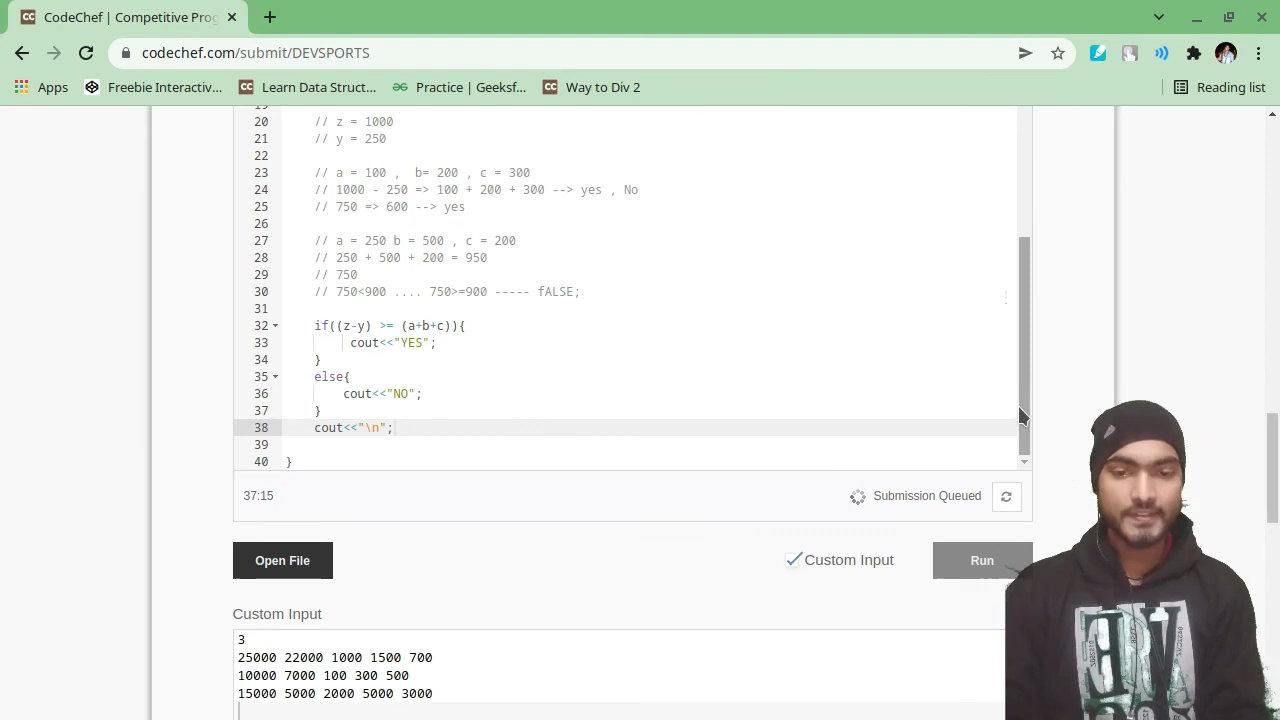 CodeChef | Competitive Prog
codechef.com/submit/DEVSPORTS
Apps Freebie Interactiv... Learn Data Struct... Practice | Geeksf... Way to Div 2 Reading list
19
20 // z = 1000
21 // y = 250
22
23 // a = 100 , b= 200 , c = 300
24 // 1000 - 250 => 100 + 200 + 300 --> yes , No
25 // 750 => 600 --> yes
26
27 // a = 250 b = 500 , c = 200
28 // 250 + 500 + 200 = 950
29 // 750
30 // 750<900 .... 750>=900 ----- fALSE;
31
32 if((z-y) >= (a+b+c)){
33 cout<<"YES";
34 }
35 else{
36 cout<<"NO";
37 }
38 cout<<"\n";
39
40 }
37:15 Submission Queued
Open File Custom Input Run
Custom Input
3
25000 22000 1000 1500 700
10000 7000 100 300 500
15000 5000 2000 5000 3000